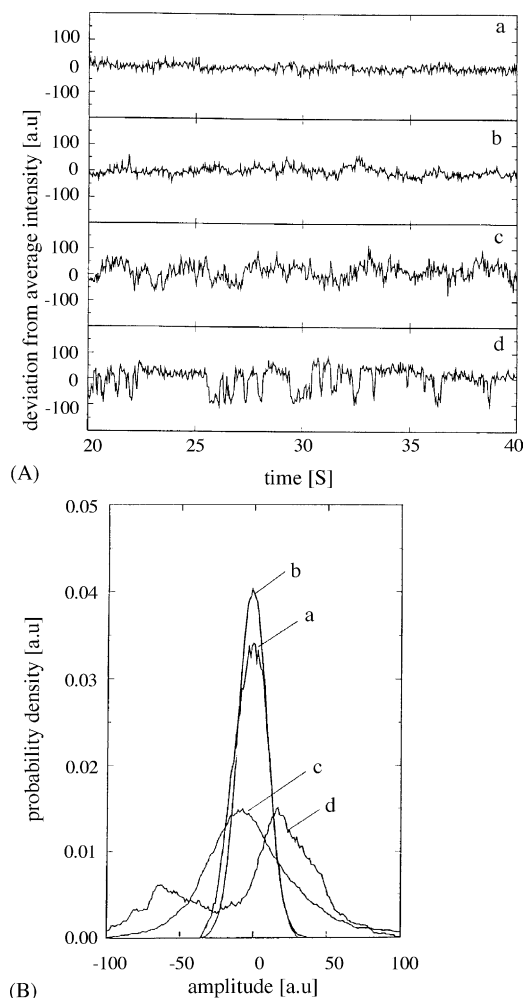 a
100
0
-100
b
100
0
-100
c
100
0
-100
d
100
0
-100
deviation from average intensity [a.u]
20 25 30 35 40
time [S]
(A)
0.05
0.04
0.03
0.02
0.01
0.00
b
a
c
d
probability density [a.u]
-100 -50 0 50 100
amplitude [a.u]
(B)